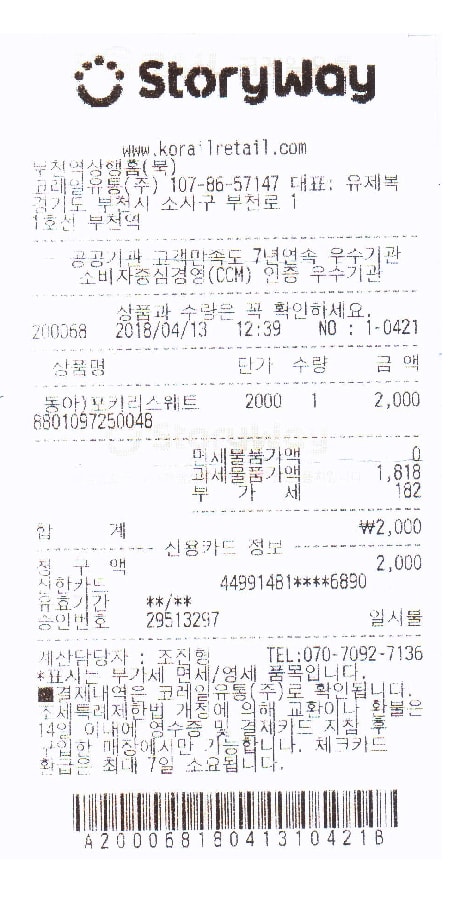 StoryWay
www.korailretail.com
부천역상행홈(북)
코레일유통(주) 107-86-57147 대표: 유제복
경기도 부천시 소사구 부천로 1
1호선 부천역
공공기관 고객만족도 7년연속 우수기관
소비자중심경영(CCM) 인증 우수기관
상품과 수량은 꼭 확인하세요.
200068 2018/04/13 12:39 NO : 1-0421
상품명 단가 수량 금 액
동아)포카리스웨트 2000 1 2,000
8801097250048
면세물품가액 0
과세물품가액 1,818
부 가 세 182
합 계 ₩2,000
신용카드 정보
청 구 액 2,000
신한카드 44991481****6890
유효기간 **/**
승인번호 29513297 일시불
계산담당자 : 조진형 TEL:070-7092-7136
*표시는 부가세 면세/영세 품목입니다.
■결제내역은 코레일유통(주)로 확인됩니다.
조세특례제한법 개정에 의해 교환이나 환불은
14일 이내에 영수증 및 결재카드 지참 후
구입한 매장에서만 가능합니다. 체크카드
환급은 최대 7일 소요됩니다.
A20006818041310421B